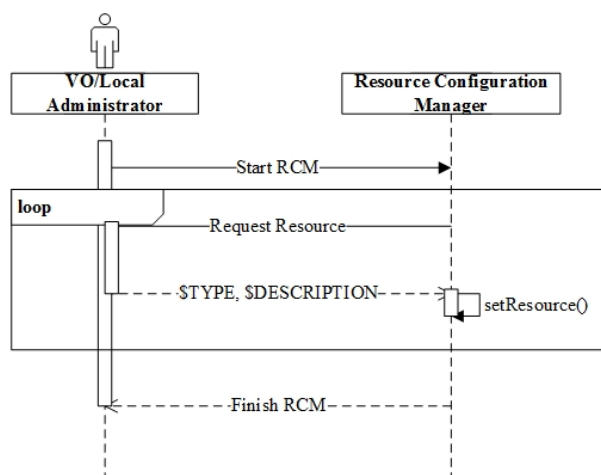 VO/Local
Administrator
Resource Configuration
Manager
Start RCM
loop
Request Resource
$TYPE, $DESCRIPTION
setResource()
Finish RCM